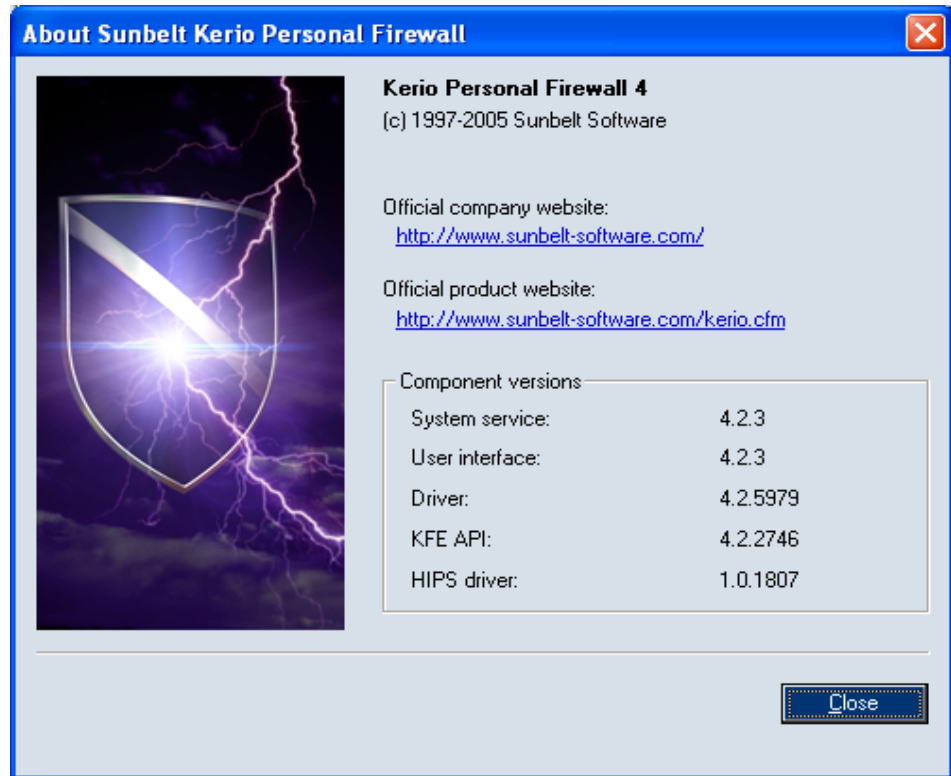 About Sunbelt Kerio Personal Firewall
Kerio Personal Firewall 4
(c) 1997-2005 Sunbelt Software
Official company website:
http://www.sunbelt-software.com/
Official product website:
http://www.sunbelt-software.com/kerio.cfm
Component versions
System service: 4.2.3
User interface: 4.2.3
Driver: 4.2.5979
KFE API: 4.2.2746
HIPS driver: 1.0.1807
Close